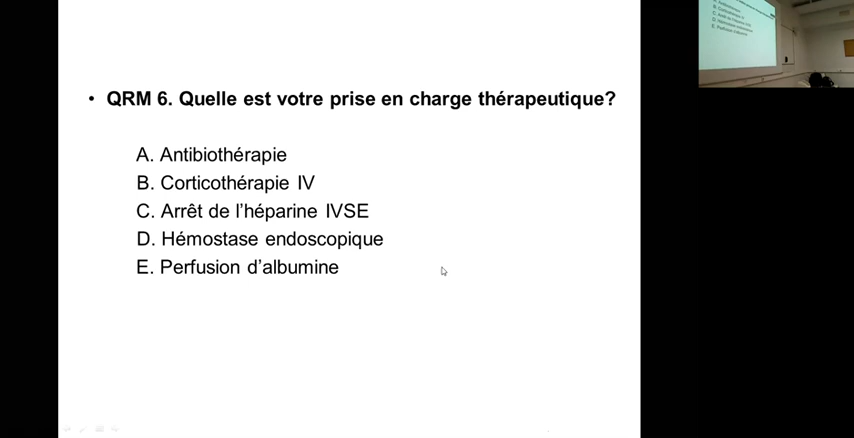 • QRM 6. Quelle est votre prise en charge thérapeutique?
A. Antibiothérapie
B. Corticothérapie IV
C. Arrêt de l’héparine IVSE
D. Hémostase endoscopique
E. Perfusion d’albumine